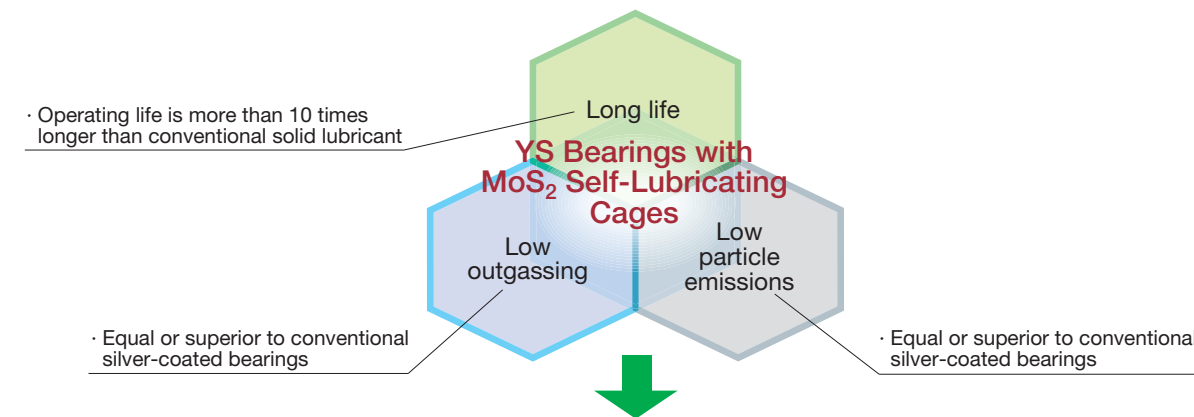 Long life
· Operating life is more than 10 times
longer than conventional solid lubricant
YS Bearings with
MoS₂ Self-Lubricating
Cages
Low
outgassing
Low
particle
emissions
· Equal or superior to conventional
silver-coated bearings
· Equal or superior to conventional
silver-coated bearings